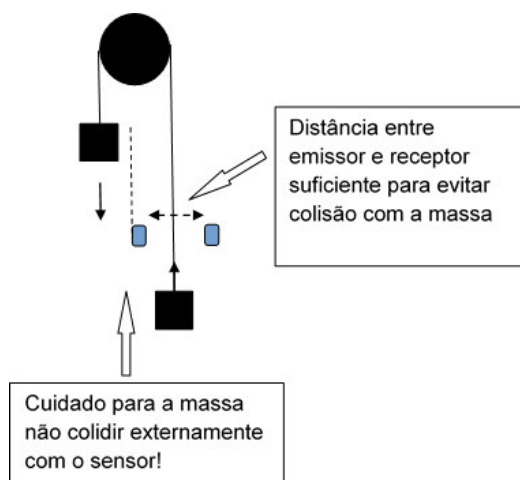 Distância entre
emissor e receptor
suficiente para evitar
colisão com a massa
Cuidado para a massa
não colidir externamente
com o sensor!